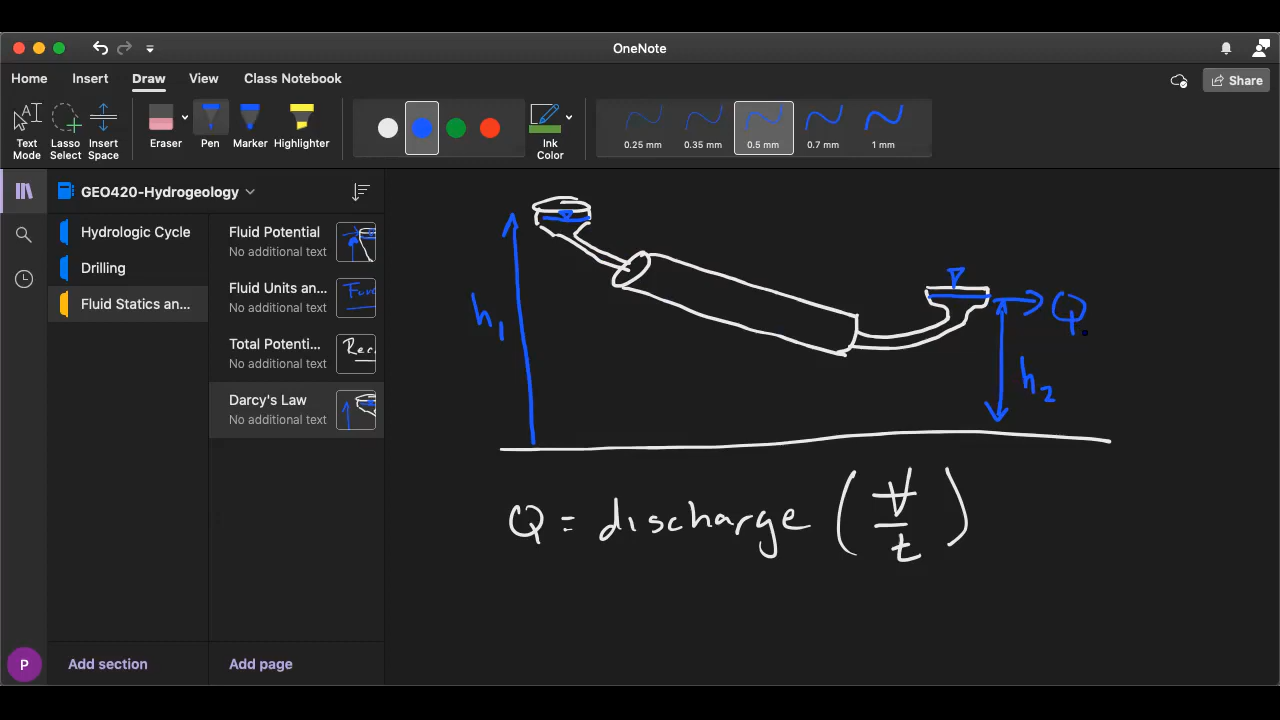 OneNote
Home Insert Draw View Class Notebook
Share
Text Mode
Lasso Select
Insert Space
Eraser
Pen
Marker
Highlighter
Ink Color
0.25 mm
0.35 mm
0.5 mm
0.7 mm
1 mm
GEO420-Hydrogeology
Hydrologic Cycle
Drilling
Fluid Statics an...
Fluid Potential
No additional text
Fluid Units an...
No additional text
Total Potenti...
No additional text
Darcy's Law
No additional text
Add section
Add page
P
h₁
Q
h₂
Q = discharge (V̶/t)